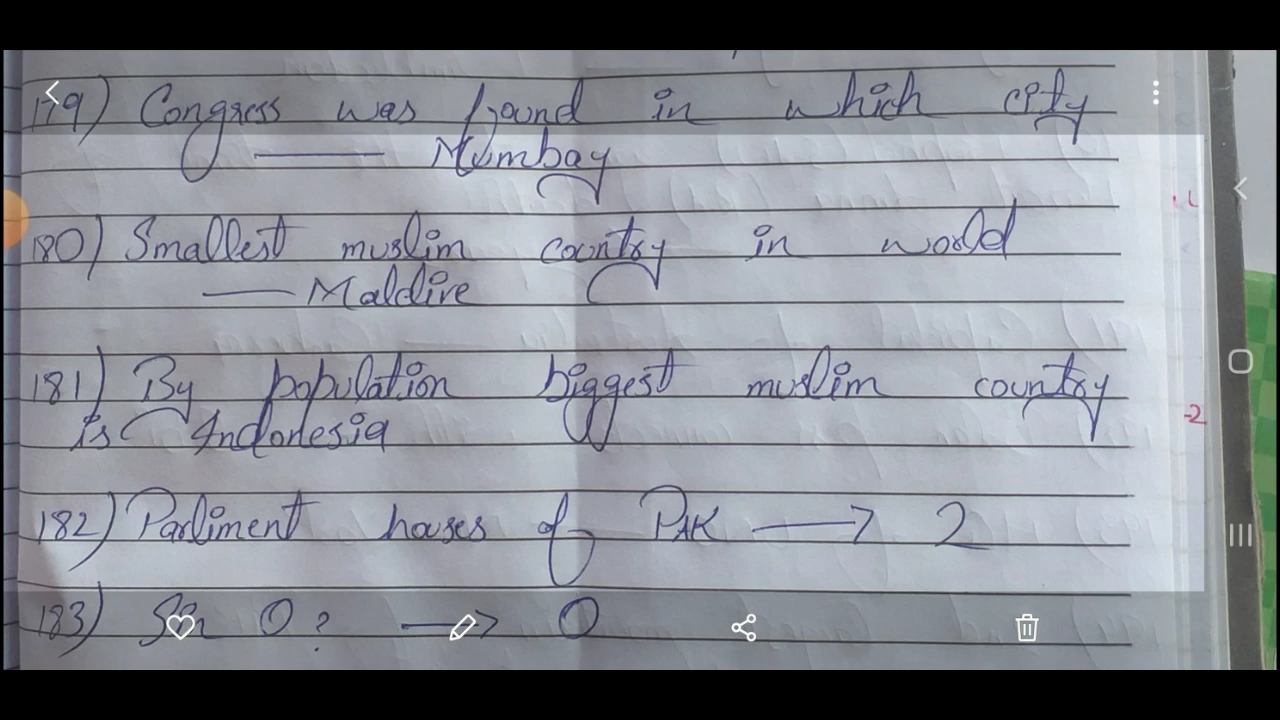 179) Congress was found in which city
— Mumbay
180) Smallest muslim country in world
— Maldive
181) By population biggest muslim country
is Indonesia
182) Parliment houses of PAK → 2
183) Sin 0 ? → 0
-2